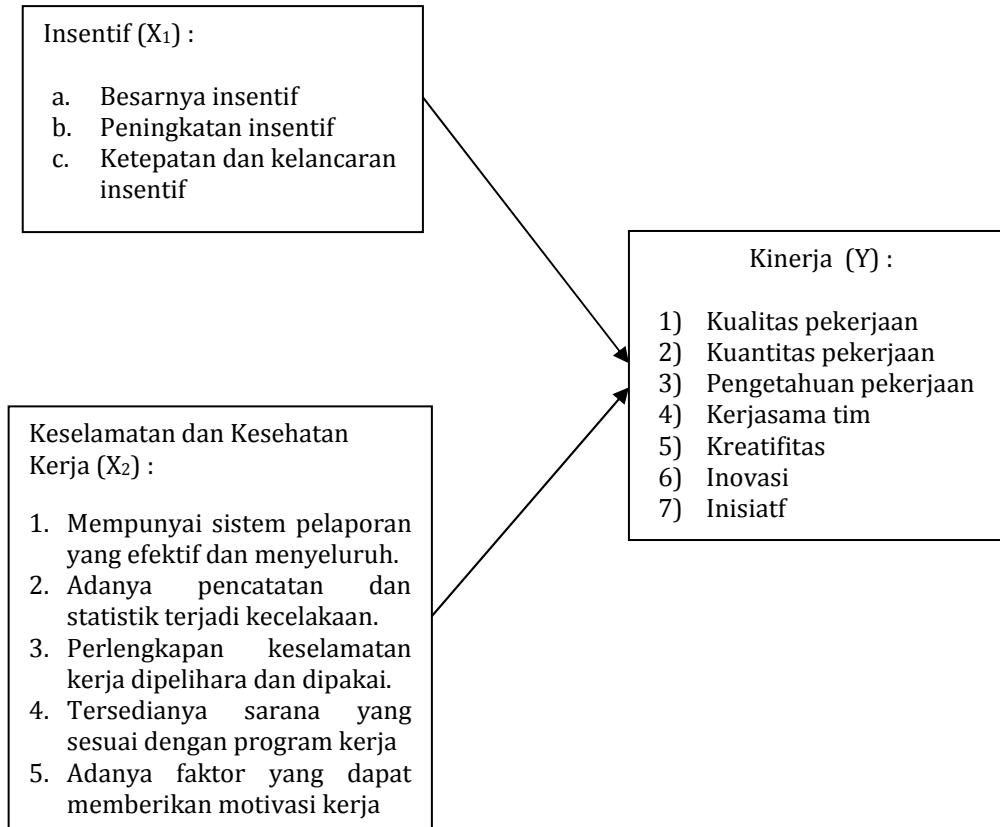 Insentif (X1) :
a. Besarnya insentif
b. Peningkatan insentif
c. Ketepatan dan kelancaran
insentif
Keselamatan dan Kesehatan
Kerja (X2) :
1. Mempunyai sistem pelaporan
yang efektif dan menyeluruh.
2. Adanya pencatatan dan
statistik terjadi kecelakaan.
3. Perlengkapan keselamatan
kerja dipelihara dan dipakai.
4. Tersedianya sarana yang
sesuai dengan program kerja
5. Adanya faktor yang dapat
memberikan motivasi kerja
Kinerja (Y) :
1) Kualitas pekerjaan
2) Kuantitas pekerjaan
3) Pengetahuan pekerjaan
4) Kerjasama tim
5) Kreatifitas
6) Inovasi
7) Inisiatf